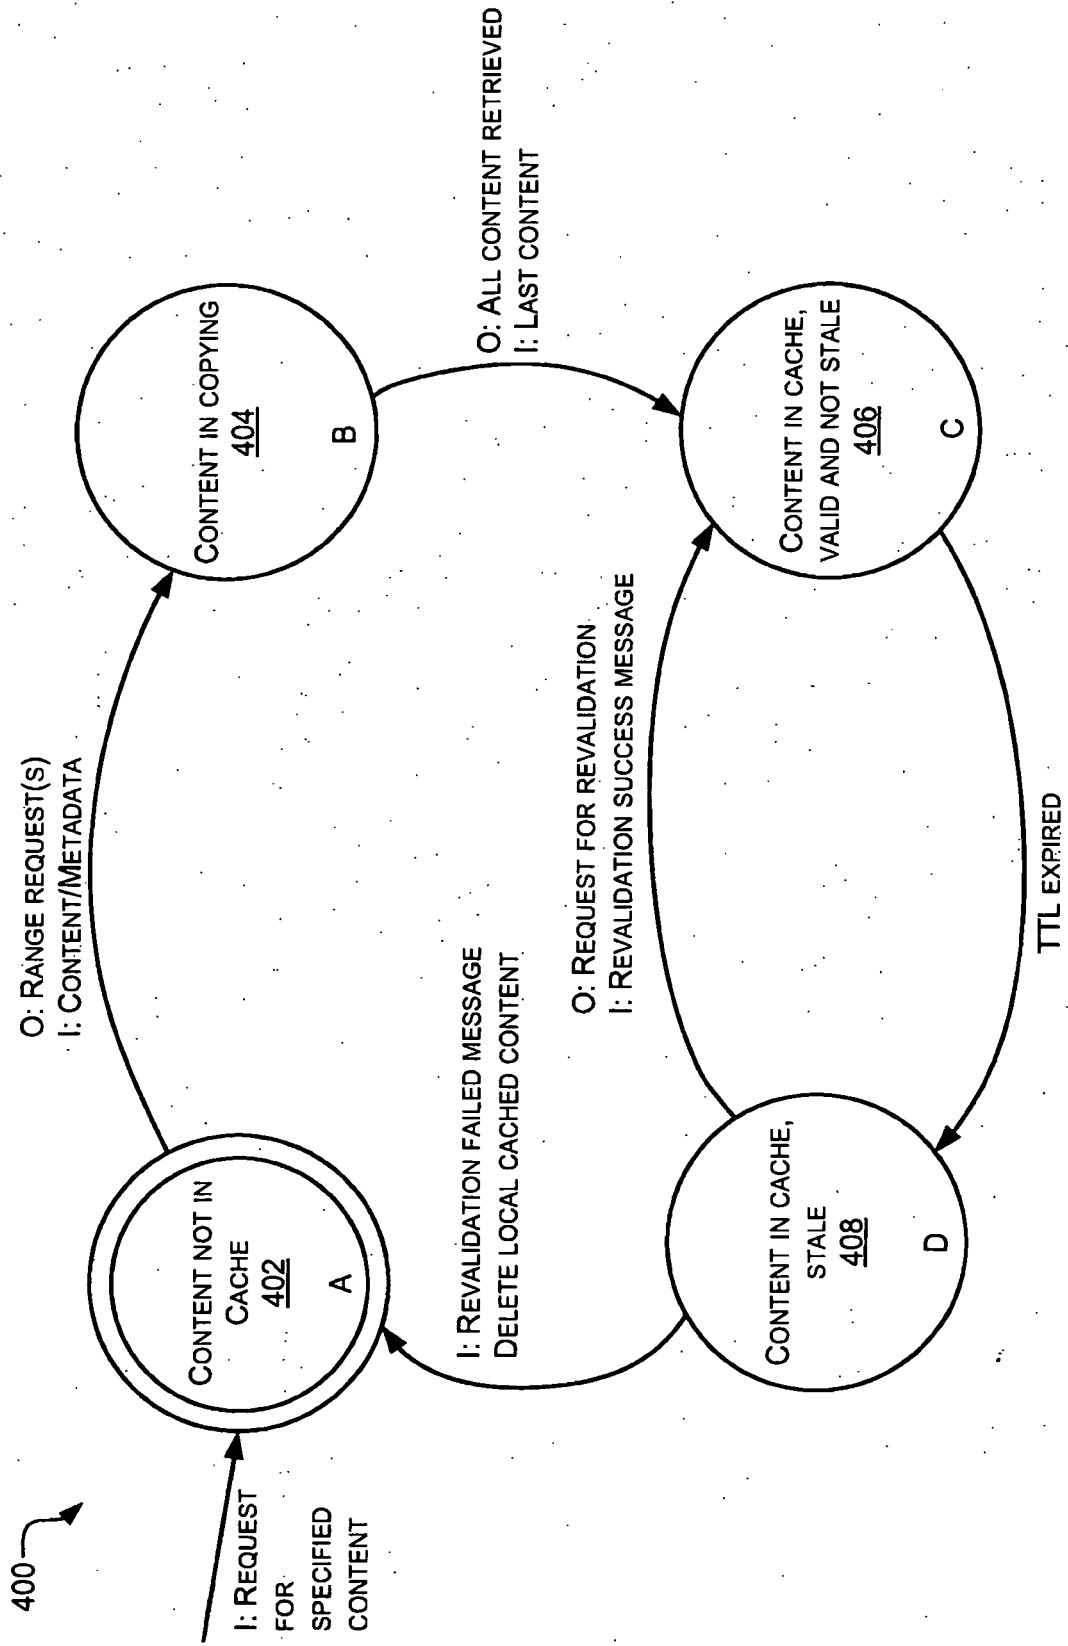 400
I: REQUEST
FOR
SPECIFIED
CONTENT
CONTENT NOT IN
CACHE
402
A
O: RANGE REQUEST(S)
I: CONTENT/METADATA
CONTENT IN COPYING
404
B
O: ALL CONTENT RETRIEVED
I: LAST CONTENT
I: REVALIDATION FAILED MESSAGE
DELETE LOCAL CACHED CONTENT
O: REQUEST FOR REVALIDATION
I: REVALIDATION SUCCESS MESSAGE
CONTENT IN CACHE,
STALE
408
D
CONTENT IN CACHE,
VALID AND NOT STALE
406
C
TTL EXPIRED